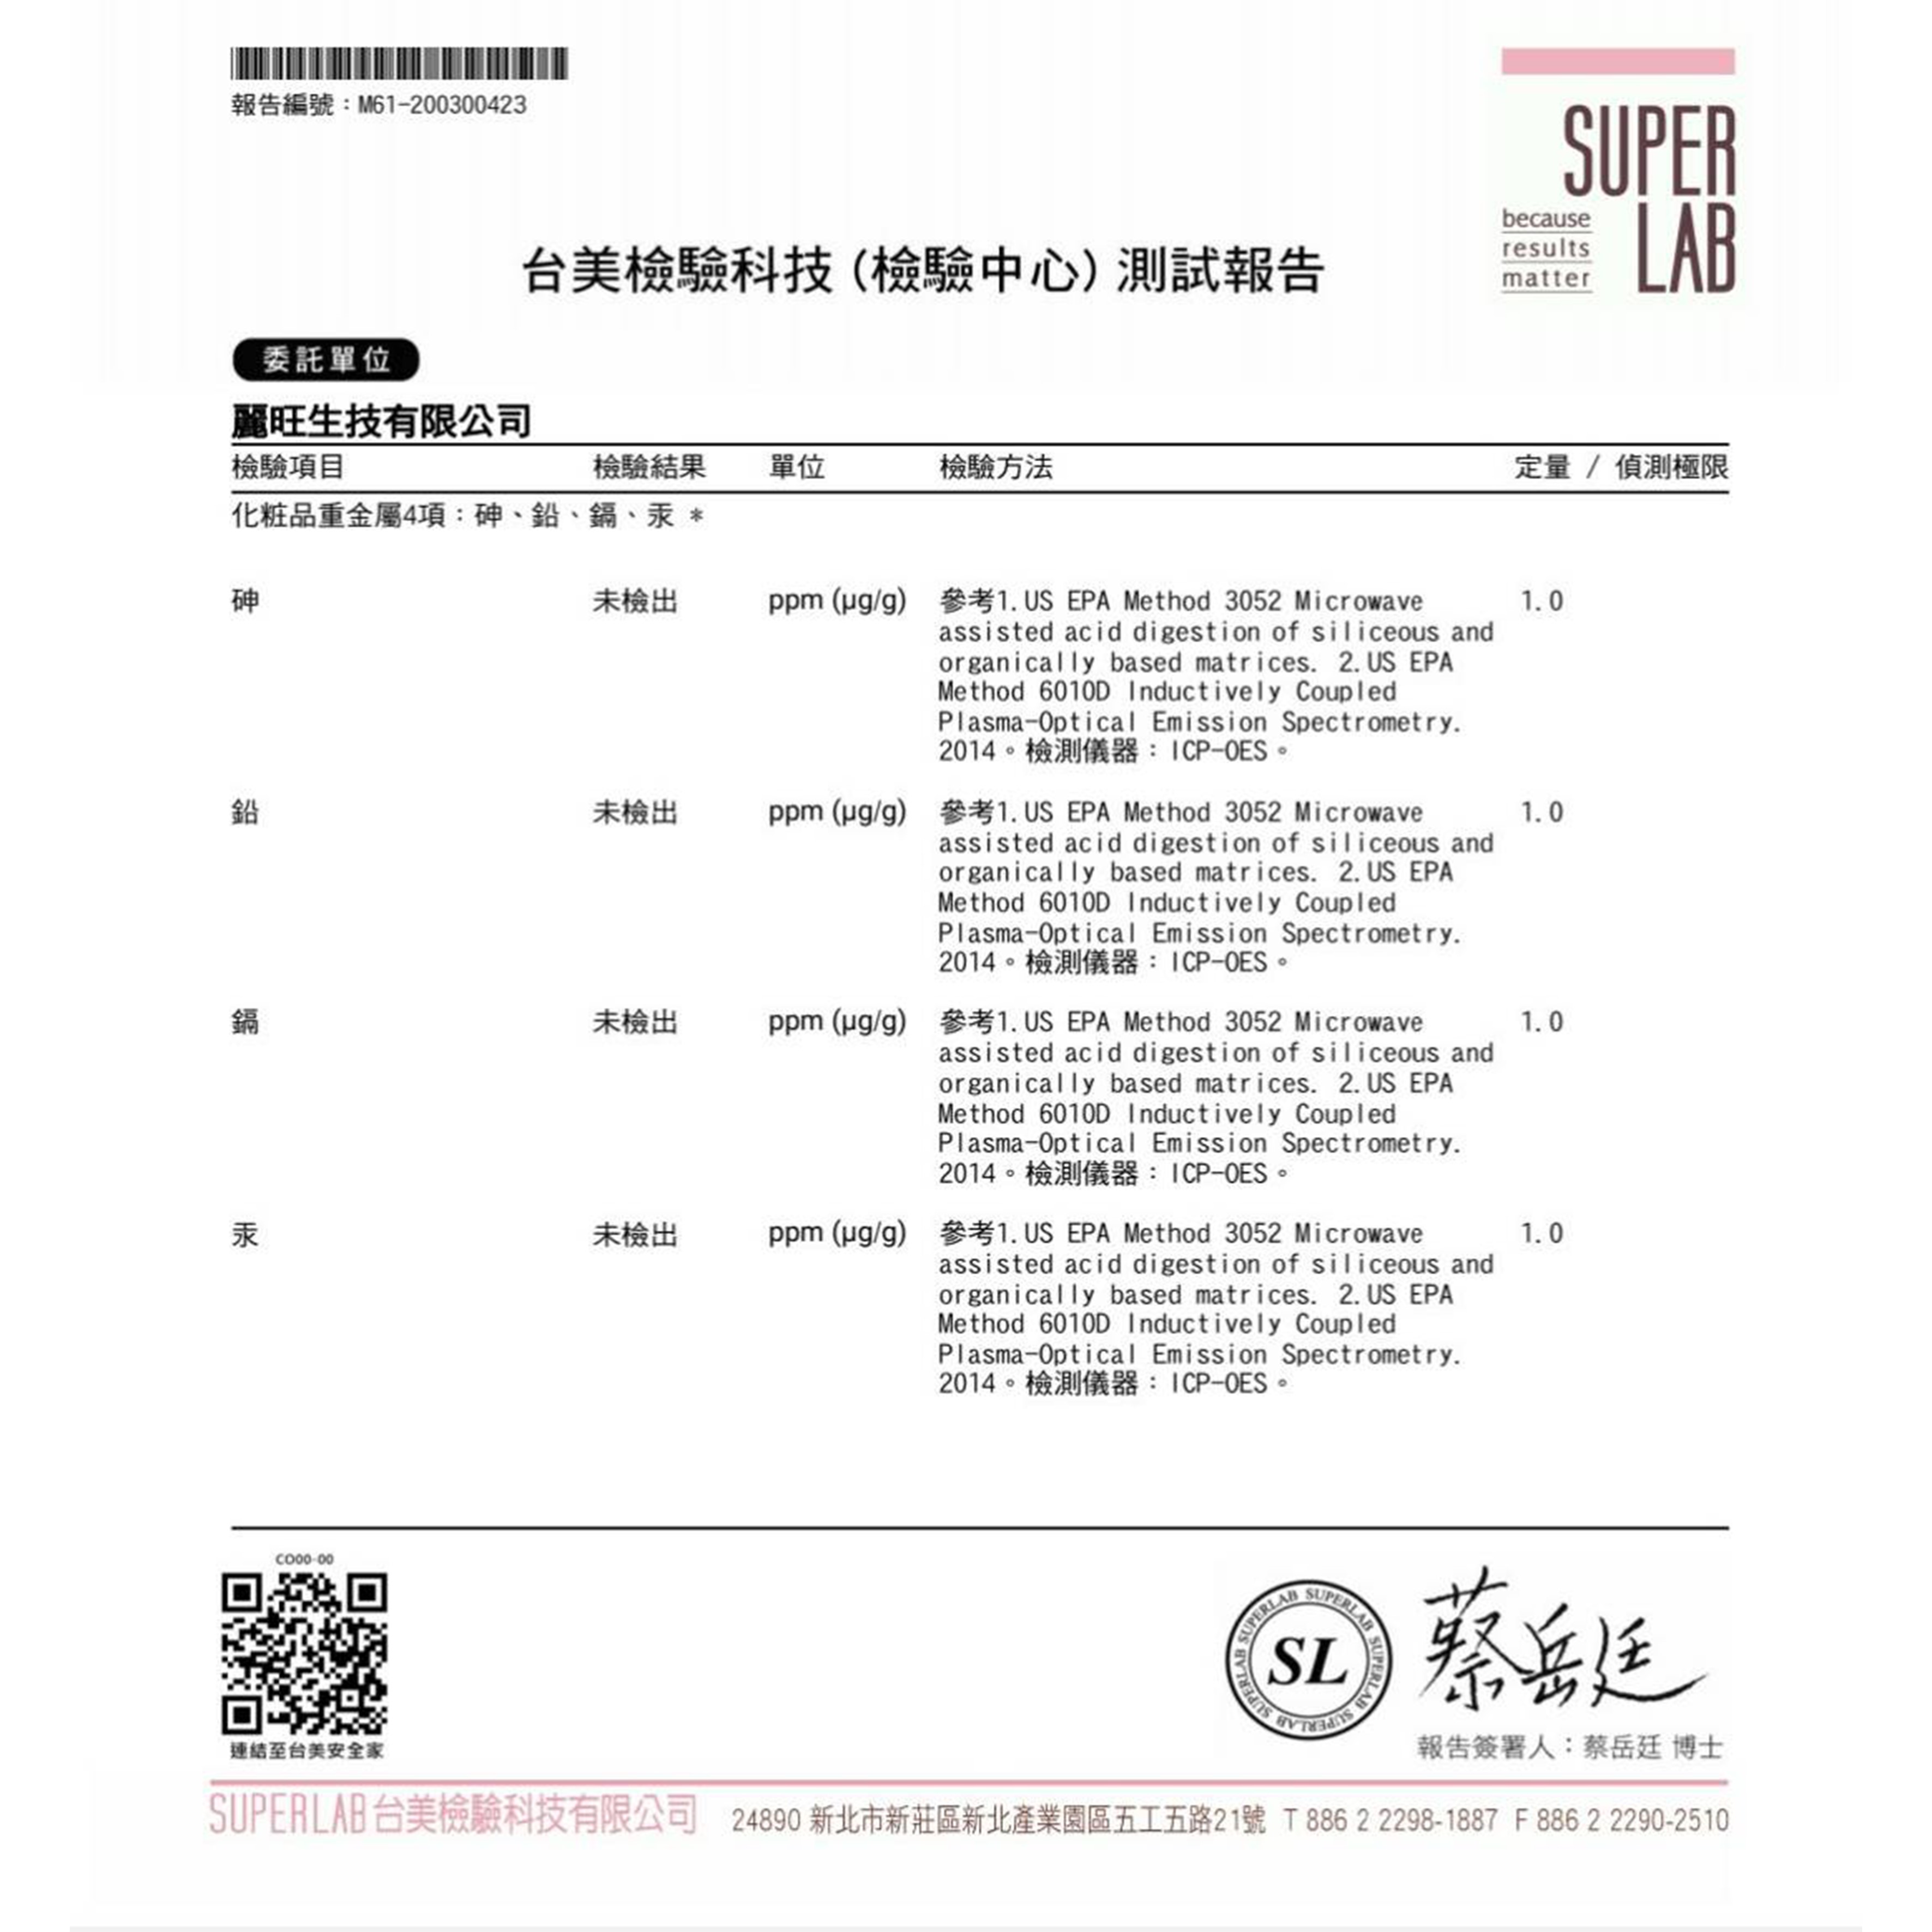 報告編號：M61-200300423
SUPER
LAB
because
results
matter
台美檢驗科技(檢驗中心)測試報告
委託單位
麗旺生技有限公司
檢驗項目 檢驗結果 單位 檢驗方法 定量 / 偵測極限
化粧品重金屬4項：砷、鉛、鎘、汞 *
砷 未檢出 ppm (μg/g) 參考1.US EPA Method 3052 Microwave 1.0
assisted acid digestion of siliceous and
organically based matrices. 2.US EPA
Method 6010D Inductively Coupled
Plasma-Optical Emission Spectrometry.
2014。檢測儀器：ICP-OES。
鉛 未檢出 ppm (μg/g) 參考1.US EPA Method 3052 Microwave 1.0
assisted acid digestion of siliceous and
organically based matrices. 2.US EPA
Method 6010D Inductively Coupled
Plasma-Optical Emission Spectrometry.
2014。檢測儀器：ICP-OES。
鎘 未檢出 ppm (μg/g) 參考1.US EPA Method 3052 Microwave 1.0
assisted acid digestion of siliceous and
organically based matrices. 2.US EPA
Method 6010D Inductively Coupled
Plasma-Optical Emission Spectrometry.
2014。檢測儀器：ICP-OES。
汞 未檢出 ppm (μg/g) 參考1.US EPA Method 3052 Microwave 1.0
assisted acid digestion of siliceous and
organically based matrices. 2.US EPA
Method 6010D Inductively Coupled
Plasma-Optical Emission Spectrometry.
2014。檢測儀器：ICP-OES。
CO00-00
連結至台美安全家
SUPERLAB SUPERLAB SUPERLAB SUPERLAB SUPERLAB SUPERLAB
SL
蔡岳廷
報告簽署人：蔡岳廷 博士
SUPERLAB台美檢驗科技有限公司 24890 新北市新莊區新北產業園區五工五路21號 T 886 2 2298-1887 F 886 2 2290-2510